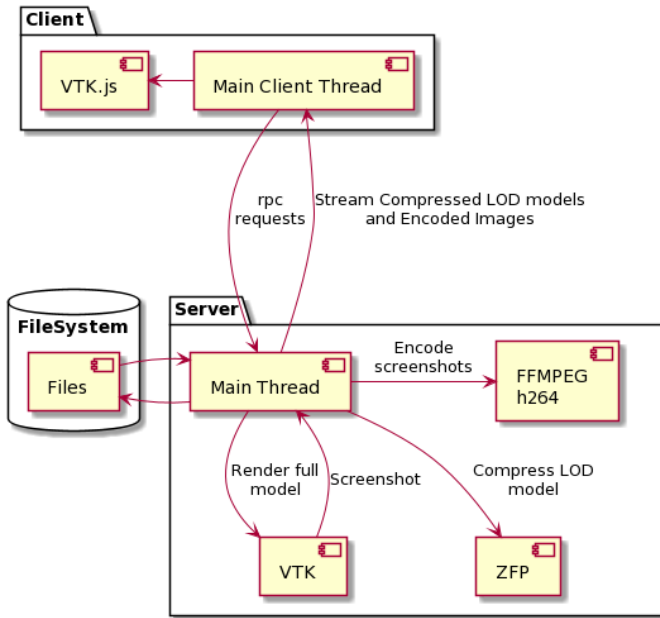 Client
VTK.js
Main Client Thread
rpc
requests
Stream Compressed LOD models
and Encoded Images
FileSystem
Files
Server
Main Thread
Encode
screenshots
FFMPEG
h264
Render full
model
Screenshot
Compress LOD
model
VTK
ZFP